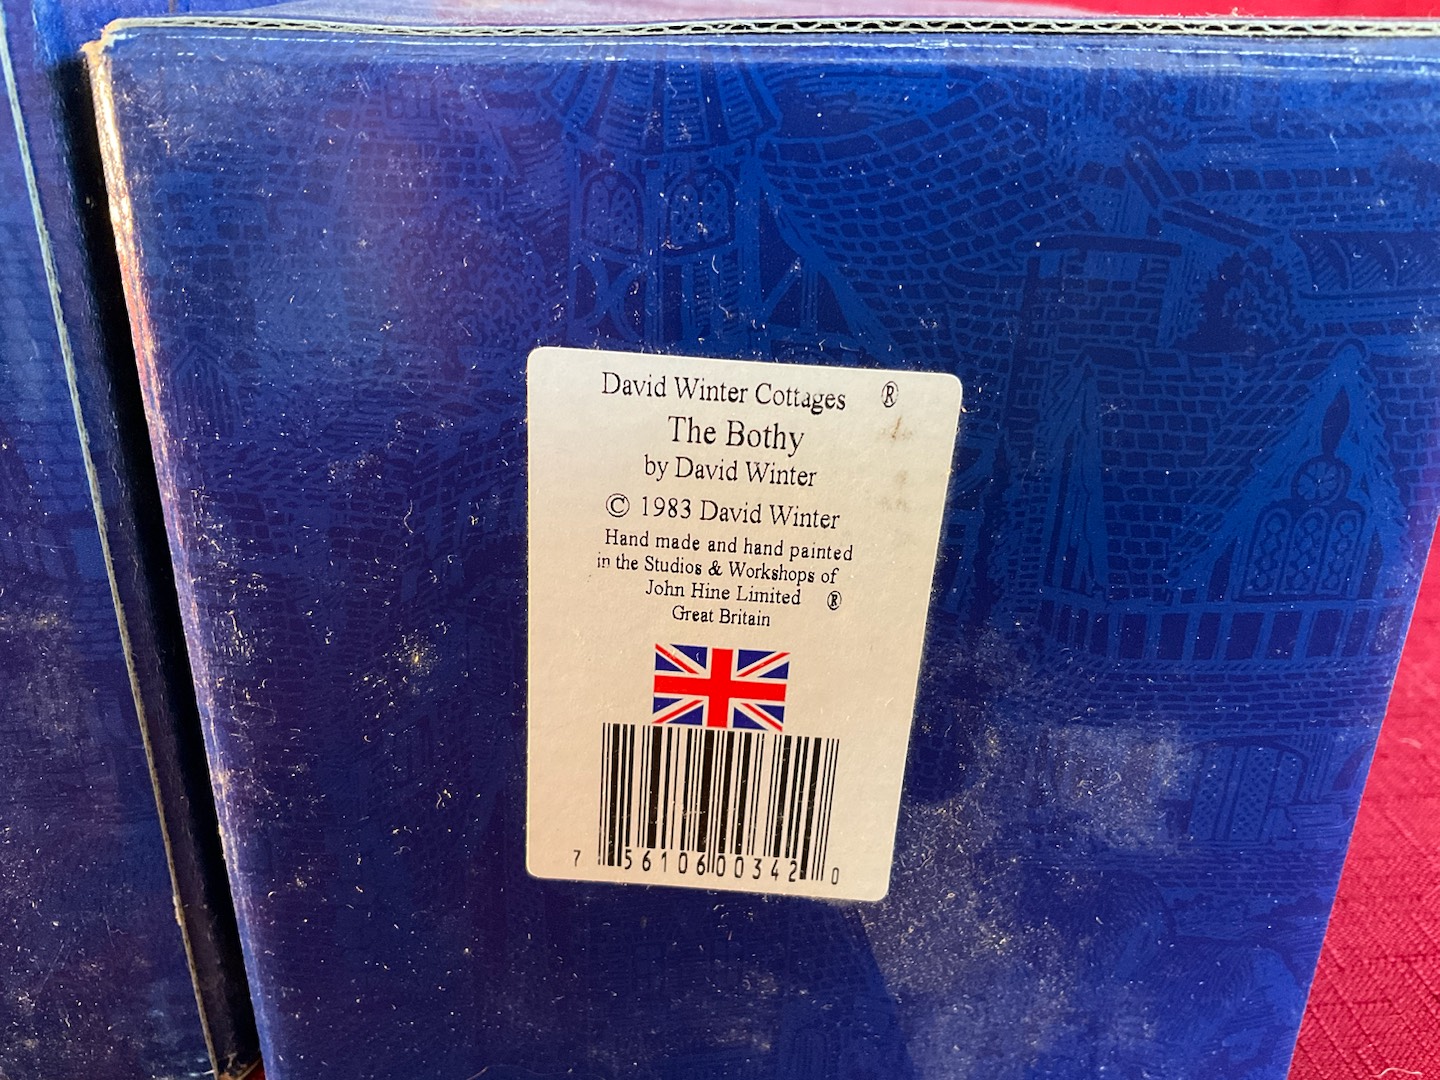 David Winter Cottages ®
The Bothy
by David Winter
© 1983 David Winter
Hand made and hand painted
in the Studios & Workshops of
John Hine Limited ®
Great Britain
7 56106 00342 0